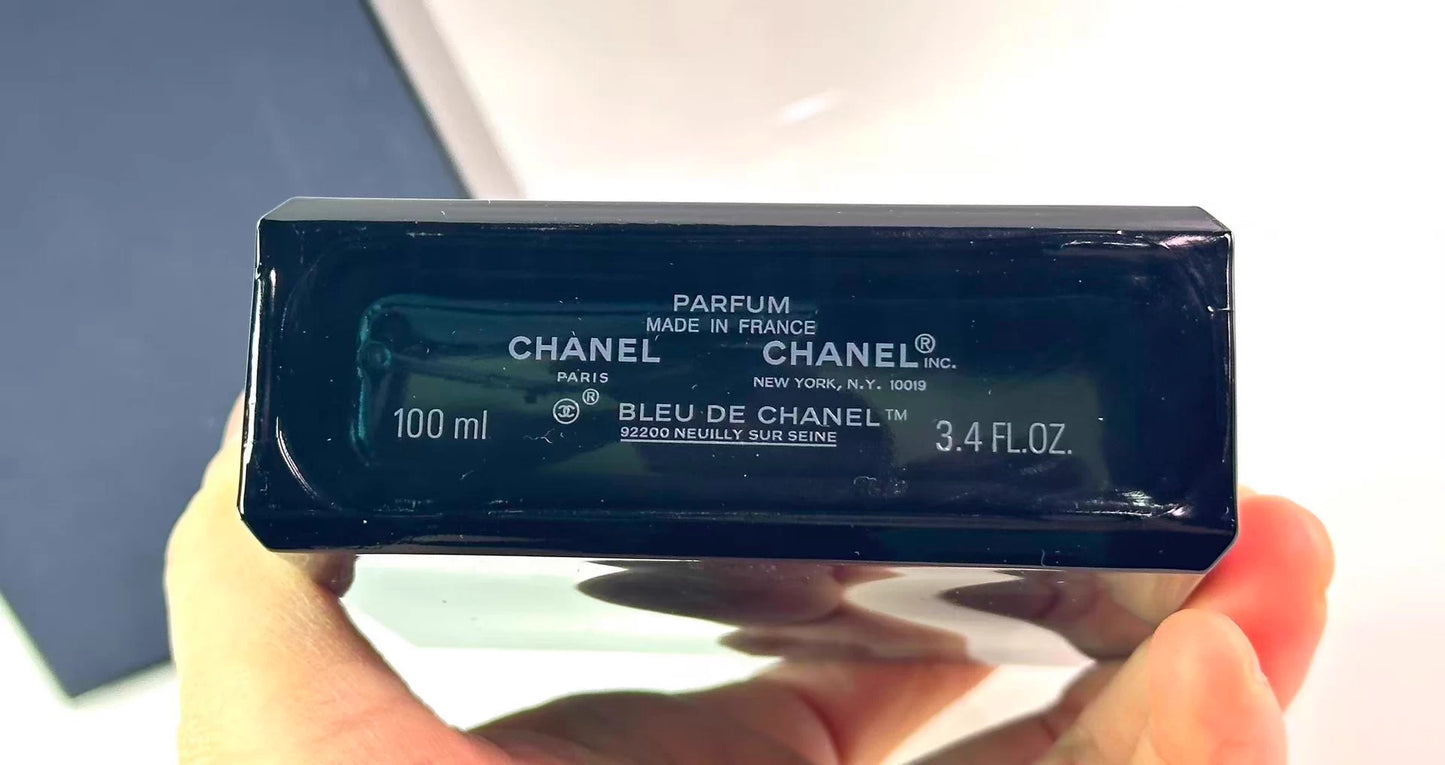 PARFUM
MADE IN FRANCE
CHANEL CHANEL® INC.
PARIS NEW YORK, N.Y. 10019
® BLEU DE CHANEL™
100 ml 92200 NEUILLY SUR SEINE 3.4 FL.OZ.